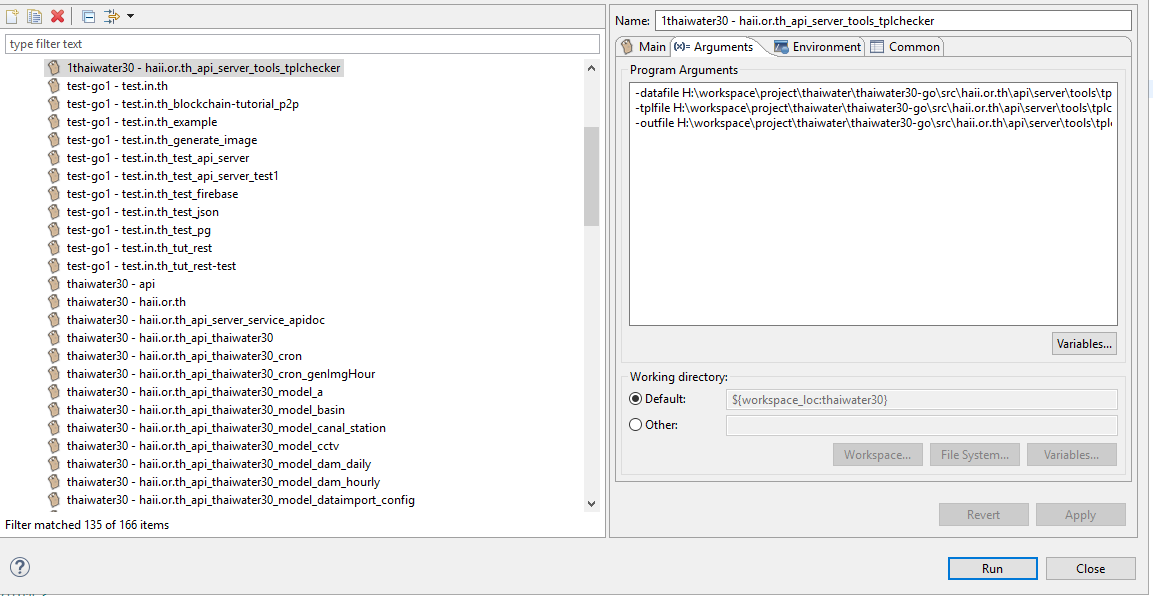 type filter text
1thaiwater30 - haii.or.th_api_server_tools_tplchecker
test-go1 - test.in.th
test-go1 - test.in.th_blockchain-tutorial_p2p
test-go1 - test.in.th_example
test-go1 - test.in.th_generate_image
test-go1 - test.in.th_test_api_server
test-go1 - test.in.th_test_api_server_test1
test-go1 - test.in.th_test_firebase
test-go1 - test.in.th_test_json
test-go1 - test.in.th_test_pg
test-go1 - test.in.th_tut_rest
test-go1 - test.in.th_tut_rest-test
thaiwater30 - api
thaiwater30 - haii.or.th
thaiwater30 - haii.or.th_api_server_service_apidoc
thaiwater30 - haii.or.th_api_thaiwater30
thaiwater30 - haii.or.th_api_thaiwater30_cron
thaiwater30 - haii.or.th_api_thaiwater30_cron_genImgHour
thaiwater30 - haii.or.th_api_thaiwater30_model_a
thaiwater30 - haii.or.th_api_thaiwater30_model_basin
thaiwater30 - haii.or.th_api_thaiwater30_model_canal_station
thaiwater30 - haii.or.th_api_thaiwater30_model_cctv
thaiwater30 - haii.or.th_api_thaiwater30_model_dam_daily
thaiwater30 - haii.or.th_api_thaiwater30_model_dam_hourly
thaiwater30 - haii.or.th_api_thaiwater30_model_dataimport_config
Filter matched 135 of 166 items
Name: 1thaiwater30 - haii.or.th_api_server_tools_tplchecker
Main (x)= Arguments Environment Common
Program Arguments
-datafile H:\workspace\project\thaiwater\thaiwater30-go\src\haii.or.th\api\server\tools\tp
-tplfile H:\workspace\project\thaiwater\thaiwater30-go\src\haii.or.th\api\server\tools\tplc
-outfile H:\workspace\project\thaiwater\thaiwater30-go\src\haii.or.th\api\server\tools\tpl
Variables...
Working directory:
Default: ${workspace_loc:thaiwater30}
Other:
Workspace... File System... Variables...
Revert Apply
? Run Close